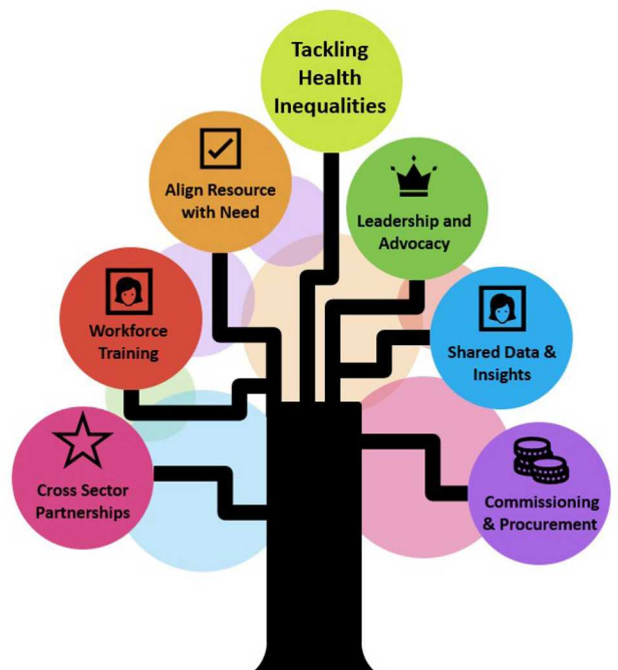 Tackling
Health
Inequalities
Align Resource
with Need
Leadership and
Advocacy
Workforce
Training
Shared Data &
Insights
Cross Sector
Partnerships
Commissioning
& Procurement